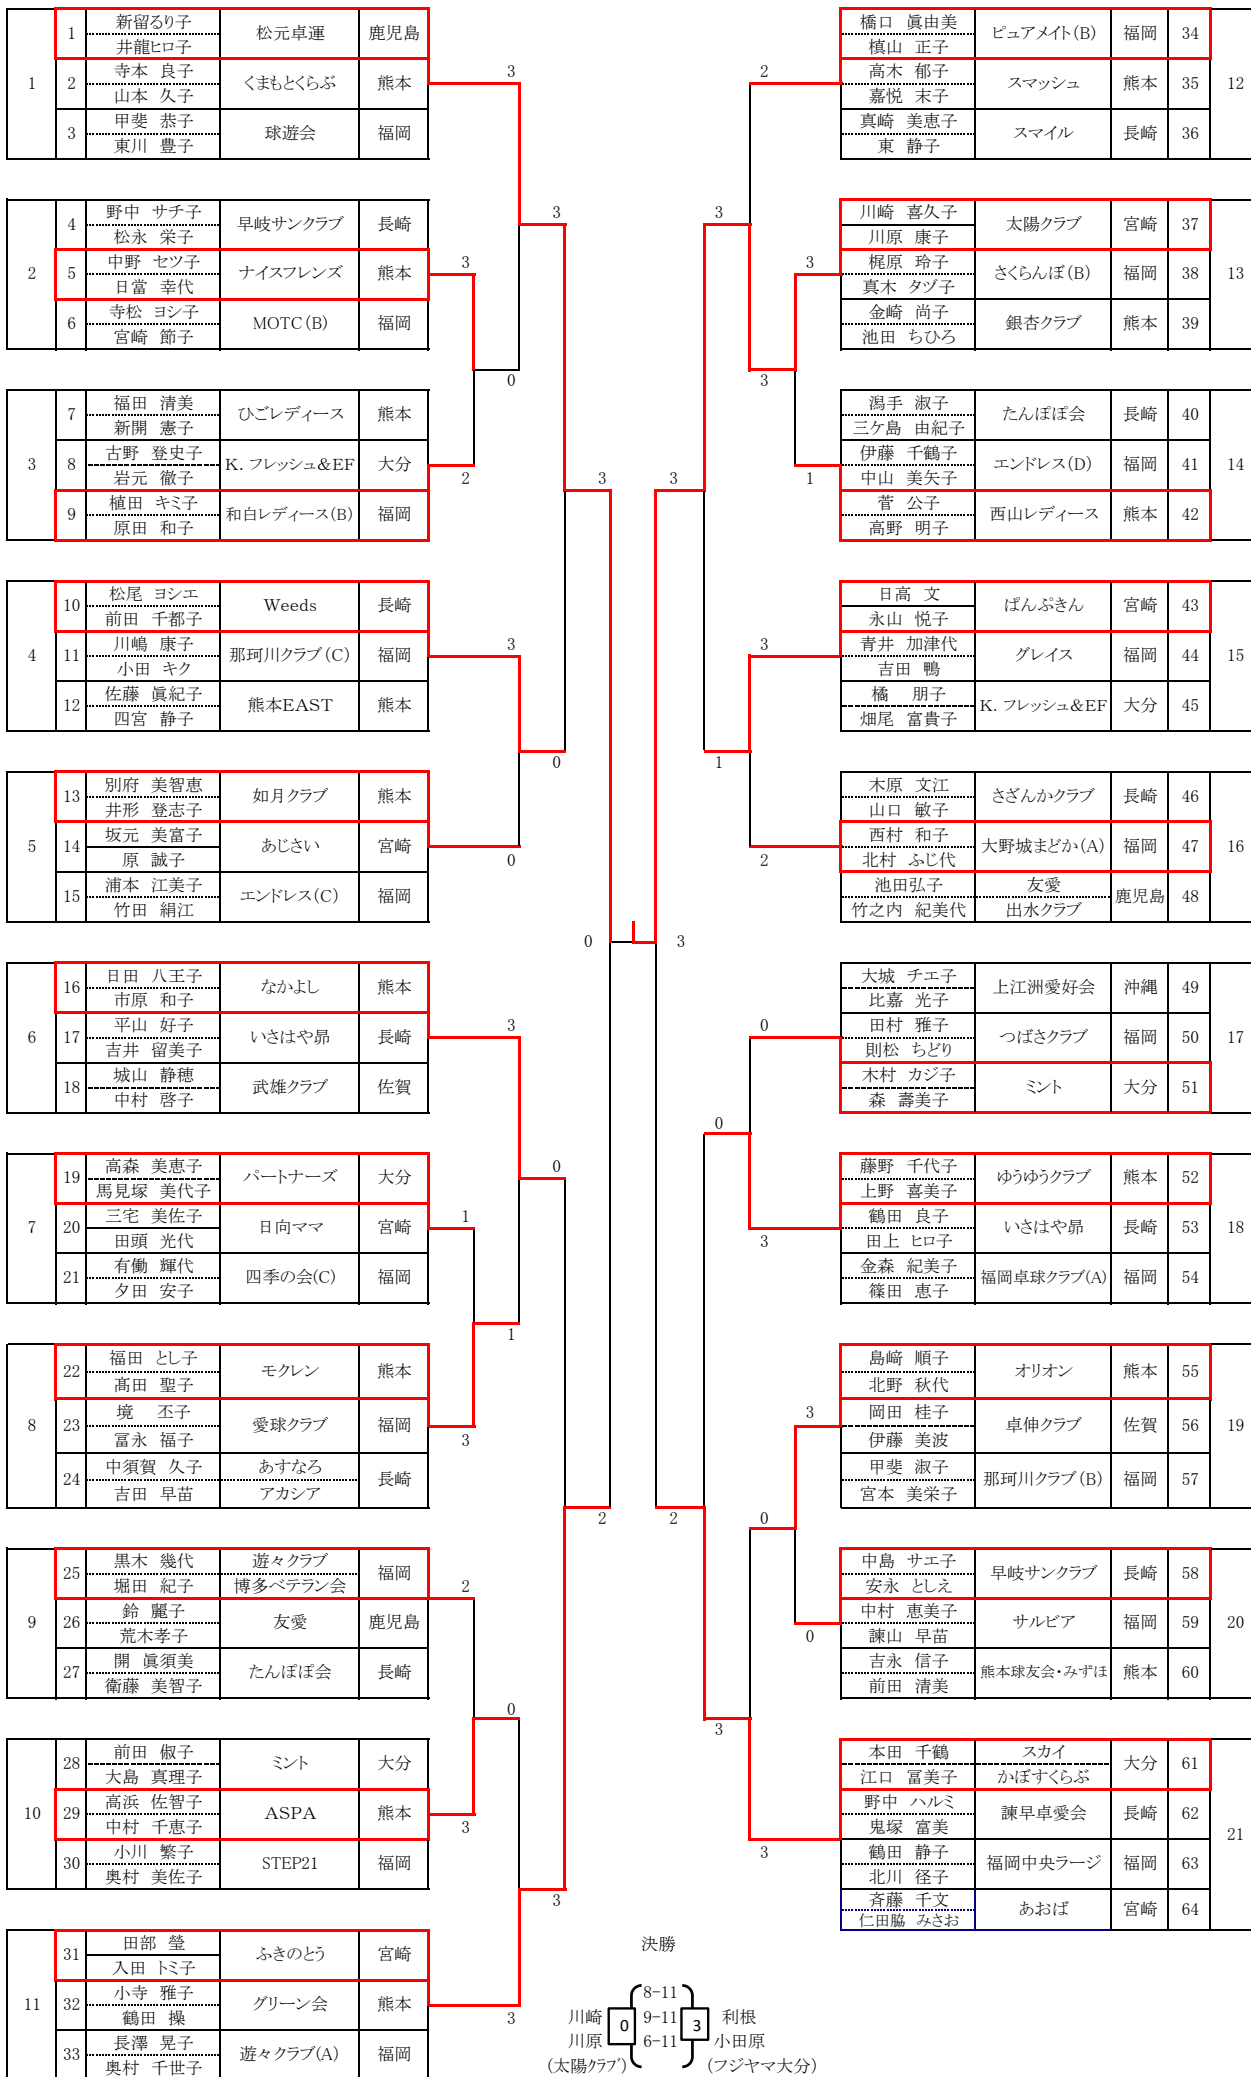 1
1 新留るり子 井龍ヒロ子 松元卓運 鹿児島
2 寺本 良子 山本 久子 くまもとくらぶ 熊本
3 甲斐 恭子 東川 豊子 球遊会 福岡
3
2
4 野中 サチ子 松永 栄子 早岐サンクラブ 長崎
5 中野 セツ子 日當 幸代 ナイスフレンズ 熊本
6 寺松 ヨシ子 宮崎 節子 MOTC(B) 福岡
3
3
0
3
7 福田 清美 新開 憲子 ひごレディース 熊本
8 古野 登史子 岩元 徹子 K. フレッシュ&EF 大分
9 植田 キミ子 原田 和子 和白レディース(B) 福岡
2
3
4
10 松尾 ヨシエ 前田 千都子 Weeds 長崎
11 川嶋 康子 小田 キク 那珂川クラブ(C) 福岡
12 佐藤 眞紀子 四宮 静子 熊本EAST 熊本
3
0
5
13 別府 美智恵 井形 登志子 如月クラブ 熊本
14 坂元 美富子 原 誠子 あじさい 宮崎
15 浦本 江美子 竹田 絹江 エンドレス(C) 福岡
0
0
6
16 日田 八王子 市原 和子 なかよし 熊本
17 平山 好子 吉井 留美子 いさはや昴 長崎
18 城山 静穂 中村 啓子 武雄クラブ 佐賀
3
0
7
19 高森 美恵子 馬見塚 美代子 パートナーズ 大分
20 三宅 美佐子 田頭 光代 日向ママ 宮崎
21 有働 輝代 夕田 安子 四季の会(C) 福岡
1
1
8
22 福田 とし子 髙田 聖子 モクレン 熊本
23 境 丕子 冨永 福子 愛球クラブ 福岡
24 中須賀 久子 吉田 早苗 あすなろ アカシア 長崎
3
2
9
25 黒木 幾代 堀田 紀子 遊々クラブ 博多ベテラン会 福岡
26 鈴 麗子 荒木孝子 友愛 鹿児島
27 開 眞須美 衛藤 美智子 たんぽぽ会 長崎
2
0
10
28 前田 俶子 大島 真理子 ミント 大分
29 高浜 佐智子 中村 千恵子 ASPA 熊本
30 小川 繁子 奥村 美佐子 STEP21 福岡
3
3
11
31 田部 瑩 入田 トミ子 ふきのとう 宮崎
32 小寺 雅子 鶴田 操 グリーン会 熊本
33 長澤 晃子 奥村 千世子 遊々クラブ(A) 福岡
3
橋口 眞由美 槙山 正子 ピュアメイト(B) 福岡 34
高木 郁子 嘉悦 末子 スマッシュ 熊本 35
真崎 美恵子 東 静子 スマイル 長崎 36
12
2
3
川崎 喜久子 川原 康子 太陽クラブ 宮崎 37
梶原 玲子 真木 タヅ子 さくらんぼ(B) 福岡 38
金崎 尚子 池田 ちひろ 銀杏クラブ 熊本 39
13
3
3
潟手 淑子 三ケ島 由紀子 たんぽぽ会 長崎 40
伊藤 千鶴子 中山 美矢子 エンドレス(D) 福岡 41
菅 公子 高野 明子 西山レディース 熊本 42
14
1
3
日高 文 永山 悦子 ぱんぷきん 宮崎 43
青井 加津代 吉田 鴨 グレイス 福岡 44
橘 朋子 畑尾 富貴子 K. フレッシュ&EF 大分 45
15
3
1
木原 文江 山口 敏子 さざんかクラブ 長崎 46
西村 和子 北村 ふじ代 大野城まどか(A) 福岡 47
池田弘子 竹之内 紀美代 友愛 出水クラブ 鹿児島 48
16
2
3
大城 チエ子 比嘉 光子 上江洲愛好会 沖縄 49
田村 雅子 則松 ちどり つばさクラブ 福岡 50
木村 カジ子 森 壽美子 ミント 大分 51
17
0
0
藤野 千代子 上野 喜美子 ゆうゆうクラブ 熊本 52
鶴田 良子 田上 ヒロ子 いさはや昴 長崎 53
金森 紀美子 篠田 恵子 福岡卓球クラブ(A) 福岡 54
18
3
島﨑 順子 北野 秋代 オリオン 熊本 55
岡田 桂子 伊藤 美波 卓伸クラブ 佐賀 56
甲斐 淑子 宮本 美栄子 那珂川クラブ(B) 福岡 57
19
3
2
0
中島 サエ子 安永 としえ 早岐サンクラブ 長崎 58
中村 恵美子 諫山 早苗 サルビア 福岡 59
吉永 信子 前田 清美 熊本球友会・みずほ 熊本 60
20
0
3
本田 千鶴 江口 冨美子 スカイ かぼすくらぶ 大分 61
野中 ハルミ 鬼塚 富美 諫早卓愛会 長崎 62
鶴田 静子 北川 径子 福岡中央ラージ 福岡 63
斉藤 千文 仁田脇 みさお あおば 宮崎 64
21
3
決勝
8-11
川崎 0 9-11 3 利根
川原 6-11 小田原
(太陽クラブ) (フジヤマ大分)